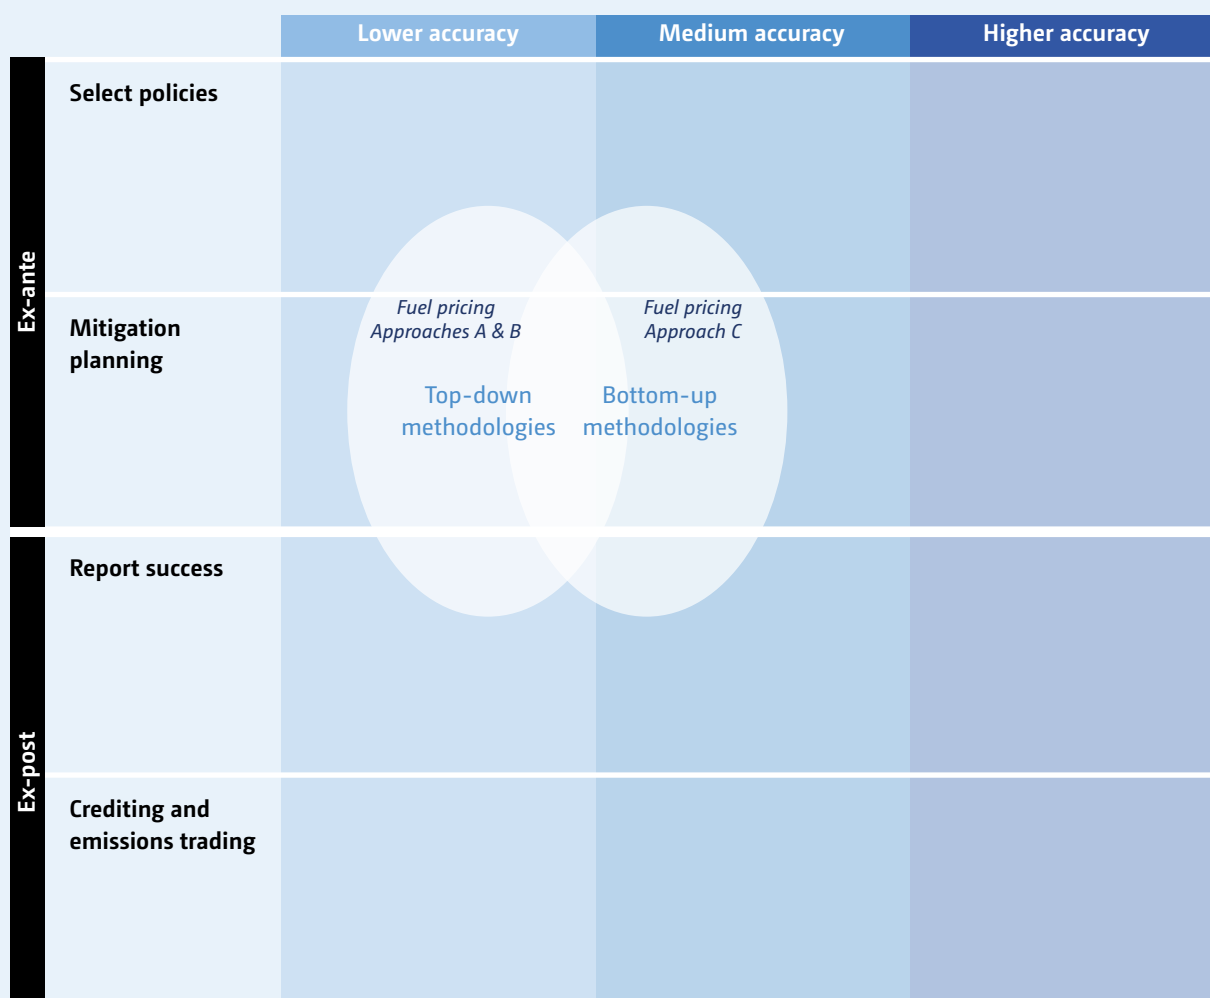 Lower accuracy
Medium accuracy
Higher accuracy
Ex-ante
Select policies
Mitigation
planning
Fuel pricing
Approaches A & B
Fuel pricing
Approach C
Top-down
methodologies
Bottom-up
methodologies
Ex-post
Report success
Crediting and
emissions trading